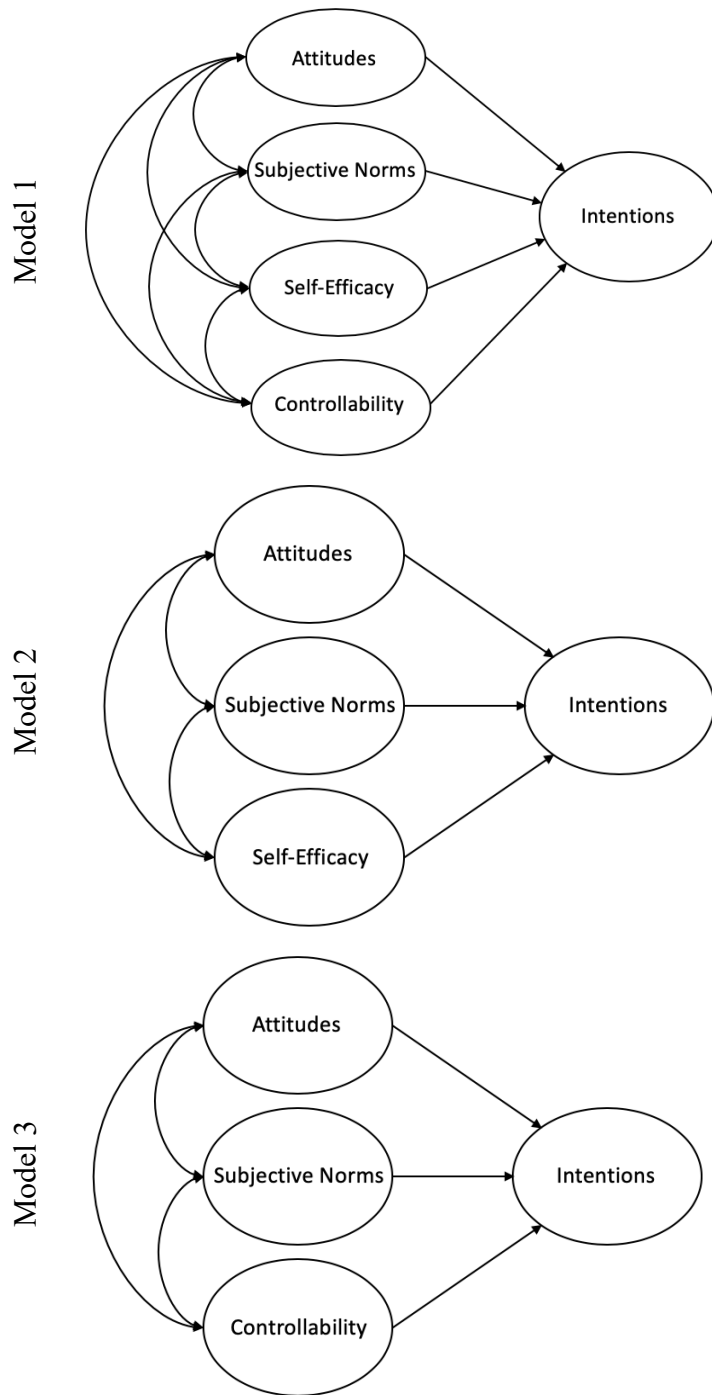 Model 1
Attitudes
Subjective Norms
Self-Efficacy
Controllability
Intentions
Model 2
Attitudes
Subjective Norms
Self-Efficacy
Intentions
Model 3
Attitudes
Subjective Norms
Controllability
Intentions